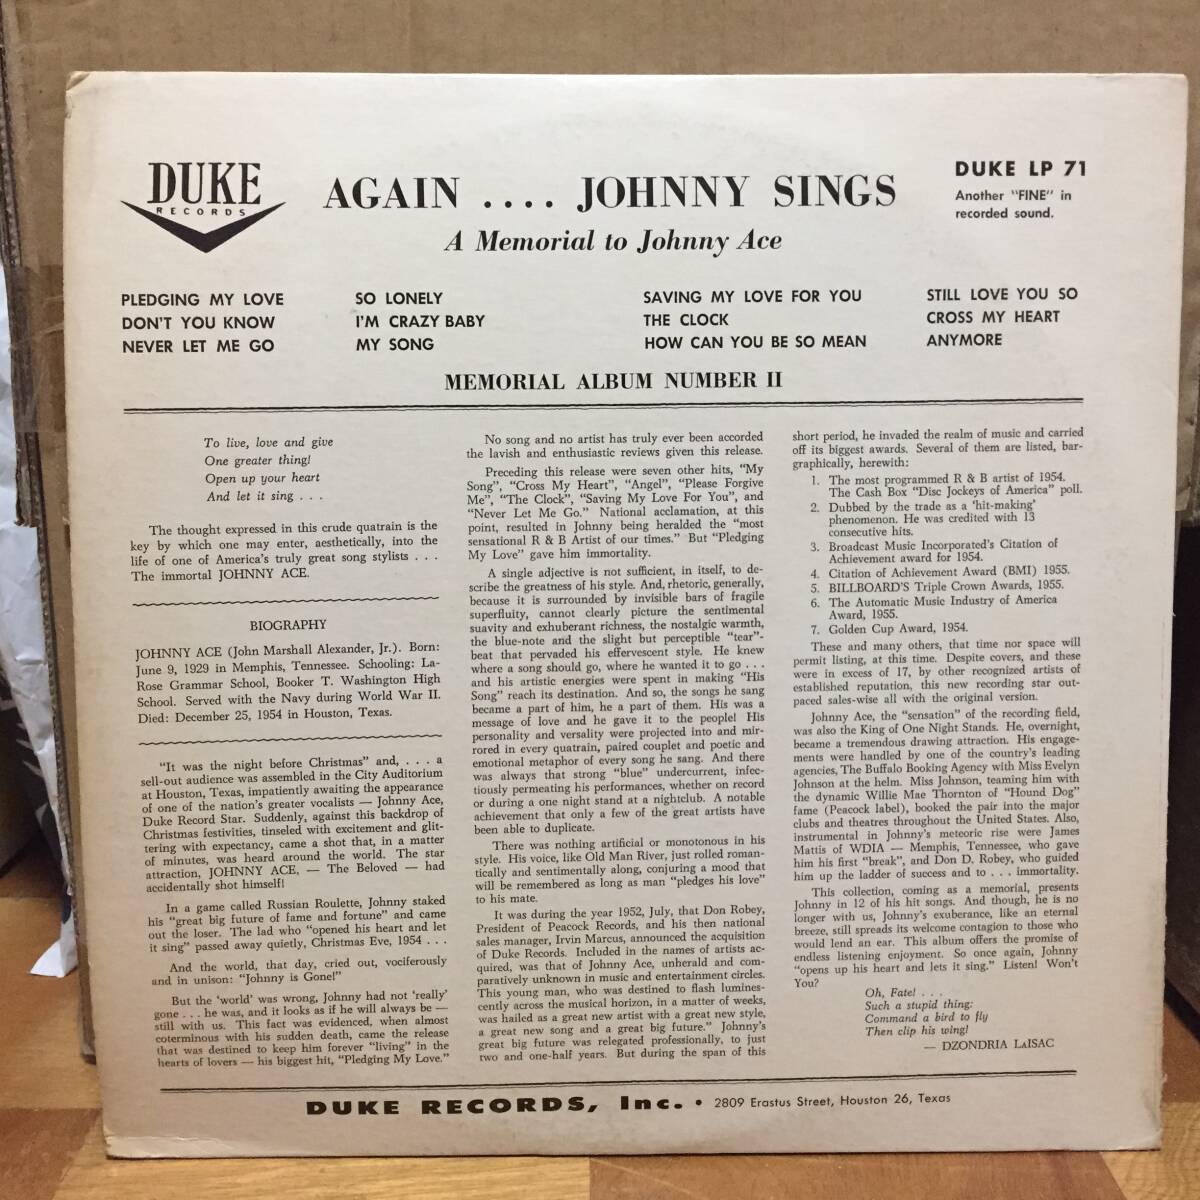 DUKE
RECORDS
AGAIN .... JOHNNY SINGS
A Memorial to Johnny Ace
DUKE LP 71
Another "FINE" in
recorded sound.
PLEDGING MY LOVE
DON'T YOU KNOW
NEVER LET ME GO
SO LONELY
I'M CRAZY BABY
MY SONG
SAVING MY LOVE FOR YOU
THE CLOCK
HOW CAN YOU BE SO MEAN
STILL LOVE YOU SO
CROSS MY HEART
ANYMORE
MEMORIAL ALBUM NUMBER II
To live, love and give
One greater thing!
Open up your heart
And let it sing . . .
The thought expressed in this crude quatrain is the
key by which one may enter, aesthetically, into the
life of one of America's truly great song stylists . . .
The immortal JOHNNY ACE.
BIOGRAPHY
JOHNNY ACE (John Marshall Alexander, Jr.). Born:
June 9, 1929 in Memphis, Tennessee. Schooling: La-
Rose Grammar School, Booker T. Washington High
School. Served with the Navy during World War II.
Died: December 25, 1954 in Houston, Texas.
"It was the night before Christmas" and, . . . a
sell-out audience was assembled in the City Auditorium
at Houston, Texas, impatiently awaiting the appearance
of one of the nation's greater vocalists — Johnny Ace,
Duke Record Star. Suddenly, against this backdrop of
Christmas festivities, tinseled with excitement and glit-
tering with expectancy, came a shot that, in a matter
of minutes, was heard around the world. The star
attraction, JOHNNY ACE, — The Beloved — had
accidentally shot himself!
In a game called Russian Roulette, Johnny staked
his "great big future of fame and fortune" and came
out the loser. The lad who "opened his heart and let
it sing" passed away quietly, Christmas Eve, 1954 . . .
And the world, that day, cried out, vociferously
and in unison: "Johnny is Gone!"
But the 'world' was wrong, Johnny had not 'really'
gone . . . he was, and it looks as if he will always be —
still with us. This fact was evidenced, when almost
coterminous with his sudden death, came the release
that was destined to keep him forever "living" in the
hearts of lovers — his biggest hit, "Pledging My Love."
No song and no artist has truly ever been accorded
the lavish and enthusiastic reviews given this release.
Preceding this release were seven other hits, "My
Song", "Cross My Heart", "Angel", "Please Forgive
Me", "The Clock", "Saving My Love For You", and
"Never Let Me Go." National acclamation, at this
point, resulted in Johnny being heralded the "most
sensational R & B Artist of our times." But "Pledging
My Love" gave him immortality.
A single adjective is not sufficient, in itself, to de-
scribe the greatness of his style. And, rhetoric, generally,
because it is surrounded by invisible bars of fragile
superfluity, cannot clearly picture the sentimental
suavity and exhuberant richness, the nostalgic warmth,
the blue-note and the slight but perceptible "tear"-
beat that pervaded his effervescent style. He knew
where a song should go, where he wanted it to go . . .
and his artistic energies were spent in making "His
Song" reach its destination. And so, the songs he sang
became a part of him, he a part of them. His was a
message of love and he gave it to the people! His
personality and versality were projected into and mir-
rored in every quatrain, paired couplet and poetic and
emotional metaphor of every song he sang. And there
was always that strong "blue" undercurrent, infec-
tiously permeating his performances, whether on record
or during a one night stand at a nightclub. A notable
achievement that only a few of the great artists have
been able to duplicate.
There was nothing artificial or monotonous in his
style. His voice, like Old Man River, just rolled roman-
tically and sentimentally along, conjuring a mood that
will be remembered as long as man "pledges his love"
to his mate.
It was during the year 1952, July, that Don Robey,
President of Peacock Records, and his then national
sales manager, Irvin Marcus, announced the acquisition
of Duke Records. Included in the names of artists ac-
quired, was that of Johnny Ace, unherald and com-
paratively unknown in music and entertainment circles.
This young man, who was destined to flash lumines-
cently across the musical horizon, in a matter of weeks,
was hailed as a great new artist with a great new style,
a great new song and a great big future." Johnny's
great big future was relegated professionally, to just
two and one-half years. But during the span of this
short period, he invaded the realm of music and carried
off its biggest awards. Several of them are listed, bar-
graphically, herewith:
1. The most programmed R & B artist of 1954.
The Cash Box "Disc Jockeys of America" poll.
2. Dubbed by the trade as a 'hit-making'
phenomenon. He was credited with 13
consecutive hits.
3. Broadcast Music Incorporated's Citation of
Achievement award for 1954.
4. Citation of Achievement Award (BMI) 1955.
5. BILLBOARD'S Triple Crown Awards, 1955.
6. The Automatic Music Industry of America
Award, 1955.
7. Golden Cup Award, 1954.
These and many others, that time nor space will
permit listing, at this time. Despite covers, and these
were in excess of 17, by other recognized artists of
established reputation, this new recording star out-
paced sales-wise all with the original version.
Johnny Ace, the "sensation" of the recording field,
was also the King of One Night Stands. He, overnight,
became a tremendous drawing attraction. His engage-
ments were handled by one of the country's leading
agencies, The Buffalo Booking Agency with Miss Evelyn
Johnson at the helm. Miss Johnson, teaming him with
the dynamic Willie Mae Thornton of "Hound Dog"
fame (Peacock label), booked the pair into the major
clubs and theatres throughout the United States. Also,
instrumental in Johnny's meteoric rise were James
Mattis of WDIA — Memphis, Tennessee, who gave
him his first "break", and Don D. Robey, who guided
him up the ladder of success and to . . . immortality.
This collection, coming as a memorial, presents
Johnny in 12 of his hit songs. And though, he is no
longer with us, Johnny's exuberance, like an eternal
breeze, still spreads its welcome contagion to those who
would lend an ear. This album offers the promise of
endless listening enjoyment. So once again, Johnny
"opens up his heart and lets it sing." Listen! Won't
You?
Oh, Fate! . . .
Such a stupid thing:
Command a bird to fly
Then clip his wing!
— DZONDRIA LaISAC
DUKE RECORDS, Inc. • 2809 Erastus Street, Houston 26, Texas